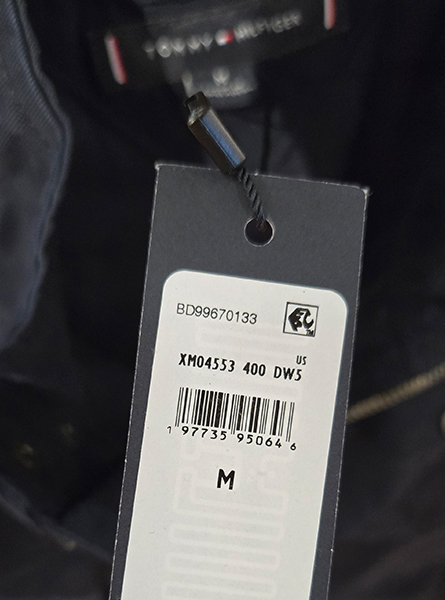 TOMMY HILFIGER
M
BD99670133
US
XM04553 400 DW5
1 97735 95064 6
M